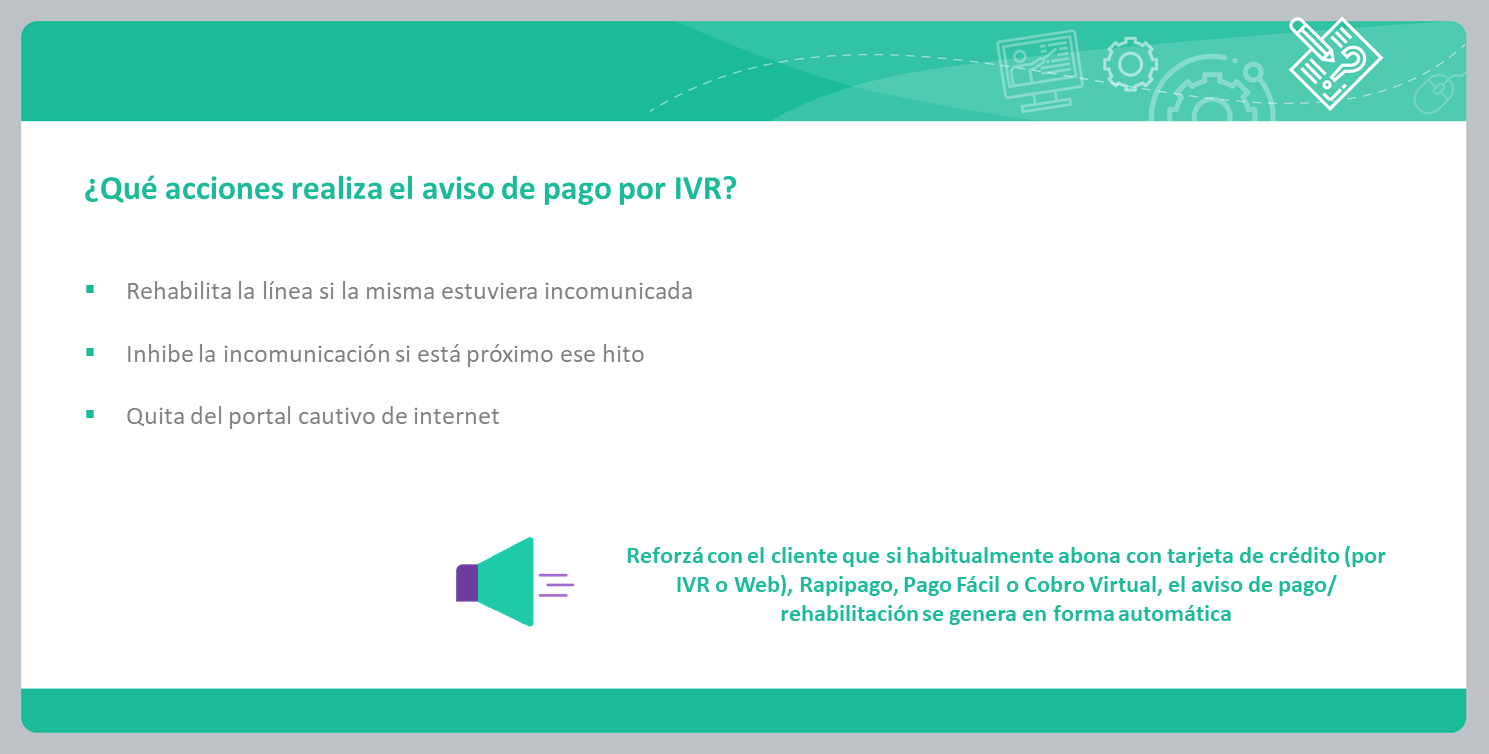 ¿Qué acciones realiza el aviso de pago por IVR?
Rehabilita la línea si la misma estuviera incomunicada
Inhibe la incomunicación si está próximo ese hito
Quita del portal cautivo de internet
Reforzá con el cliente que si habitualmente abona con tarjeta de crédito (por
IVR o Web), Rapipago, Pago Fácil o Cobro Virtual, el aviso de pago/
rehabilitación se genera en forma automática